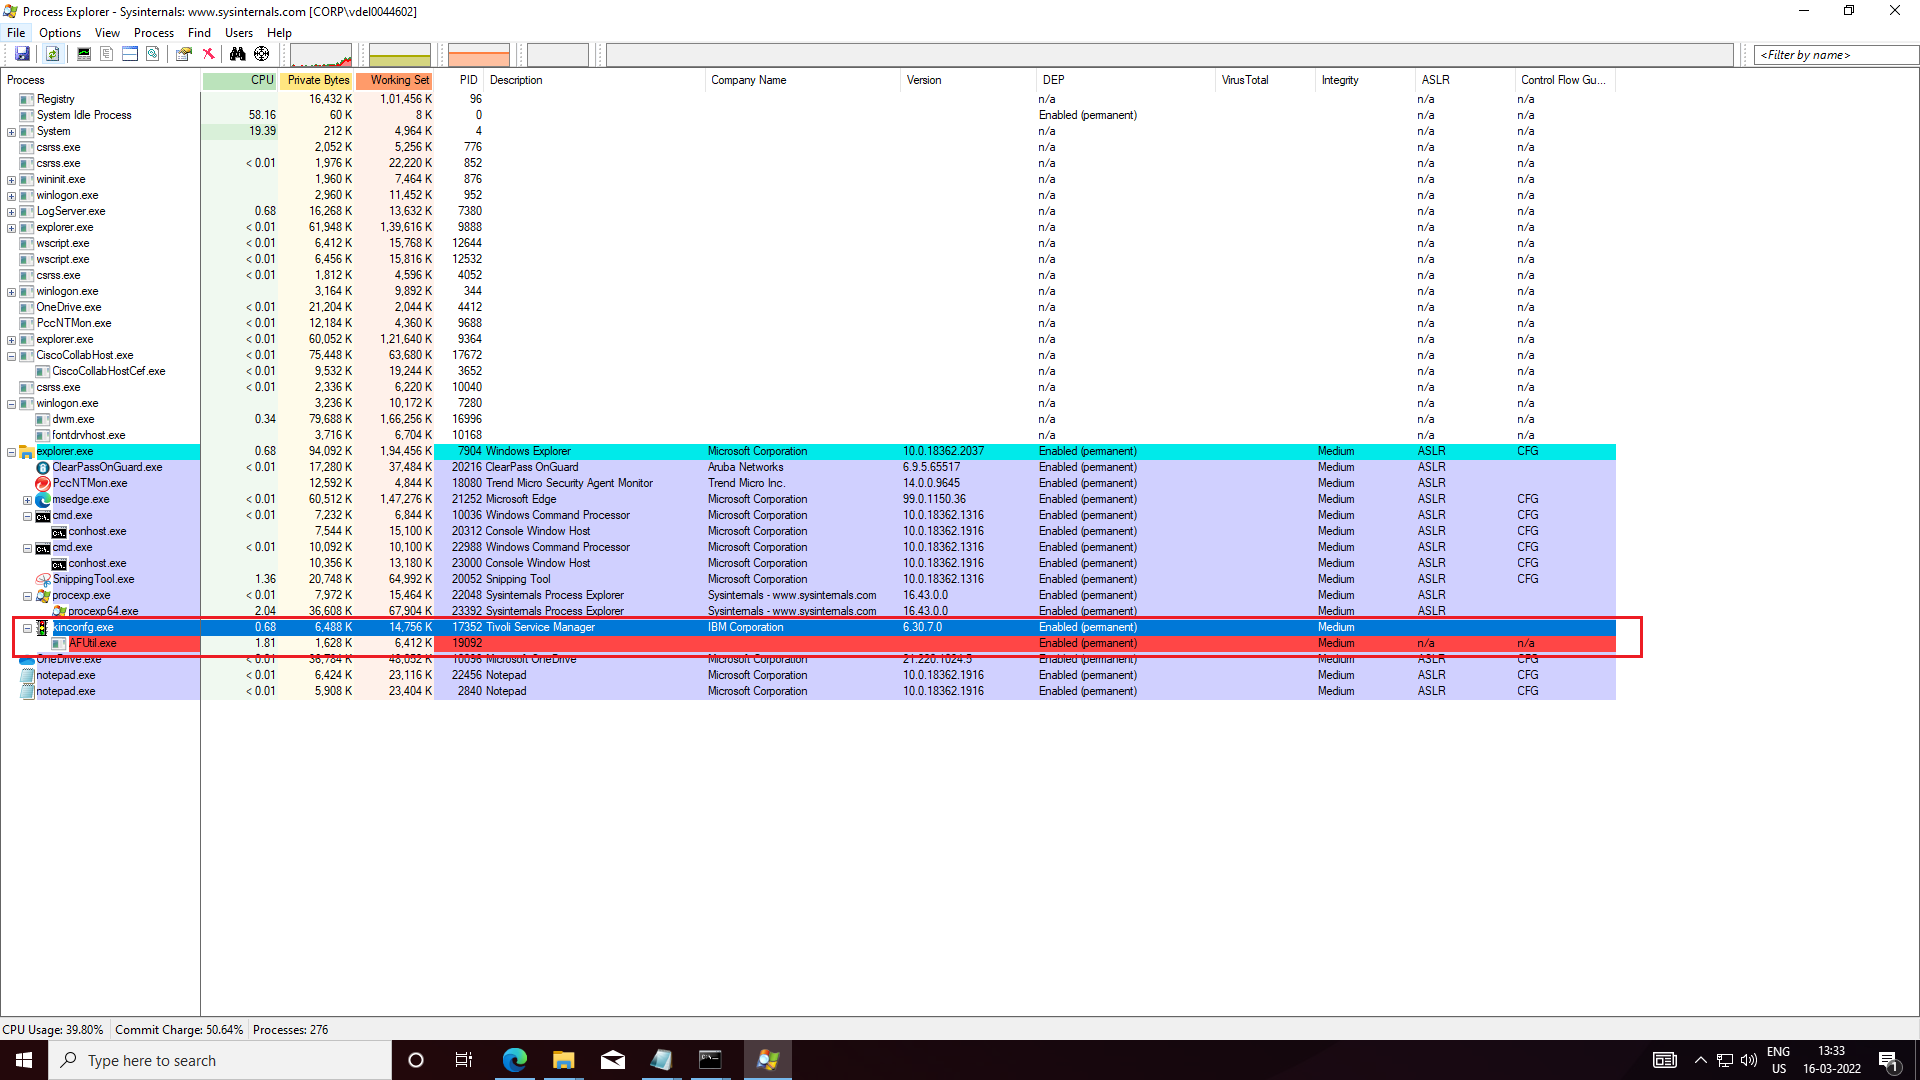 Process Explorer - Sysinternals: www.sysinternals.com [CORP\vdel0044602]
File Options View Process Find Users Help
<Filter by name>
Process CPU Private Bytes Working Set PID Description Company Name Version DEP VirusTotal Integrity ASLR Control Flow Gu...
Registry 16,432 K 1,01,456 K 96 n/a n/a n/a
System Idle Process 58.16 60 K 8 K 0 Enabled (permanent) n/a n/a
System 19.39 212 K 4,964 K 4 n/a n/a n/a
csrss.exe 2,052 K 5,256 K 776 n/a n/a n/a
csrss.exe < 0.01 1,976 K 22,220 K 852 n/a n/a n/a
wininit.exe 1,960 K 7,464 K 876 n/a n/a n/a
winlogon.exe 2,960 K 11,452 K 952 n/a n/a n/a
LogServer.exe 0.68 16,268 K 13,632 K 7380 n/a n/a n/a
explorer.exe < 0.01 61,948 K 1,39,616 K 9888 n/a n/a n/a
wscript.exe < 0.01 6,412 K 15,768 K 12644 n/a n/a n/a
wscript.exe < 0.01 6,456 K 15,816 K 12532 n/a n/a n/a
csrss.exe < 0.01 1,812 K 4,596 K 4052 n/a n/a n/a
winlogon.exe 3,164 K 9,892 K 344 n/a n/a n/a
OneDrive.exe < 0.01 21,204 K 2,044 K 4412 n/a n/a n/a
PccNTMon.exe < 0.01 12,184 K 4,360 K 9688 n/a n/a n/a
explorer.exe < 0.01 60,052 K 1,21,640 K 9364 n/a n/a n/a
CiscoCollabHost.exe < 0.01 75,448 K 63,680 K 17672 n/a n/a n/a
CiscoCollabHostCef.exe < 0.01 9,532 K 19,244 K 3652 n/a n/a n/a
csrss.exe < 0.01 2,336 K 6,220 K 10040 n/a n/a n/a
winlogon.exe 3,236 K 10,172 K 7280 n/a n/a n/a
dwm.exe 0.34 79,688 K 1,66,256 K 16996 n/a n/a n/a
fontdrvhost.exe 3,716 K 6,704 K 10168 n/a n/a n/a
explorer.exe 0.68 94,092 K 1,94,456 K 7904 Windows Explorer Microsoft Corporation 10.0.18362.2037 Enabled (permanent) Medium ASLR CFG
ClearPassOnGuard.exe < 0.01 17,280 K 37,484 K 20216 ClearPass OnGuard Aruba Networks 6.9.5.65517 Enabled (permanent) Medium ASLR
PccNTMon.exe 12,592 K 4,844 K 18080 Trend Micro Security Agent Monitor Trend Micro Inc. 14.0.0.9645 Enabled (permanent) Medium ASLR
msedge.exe < 0.01 60,512 K 1,47,276 K 21252 Microsoft Edge Microsoft Corporation 99.0.1150.36 Enabled (permanent) Medium ASLR CFG
cmd.exe < 0.01 7,232 K 6,844 K 10036 Windows Command Processor Microsoft Corporation 10.0.18362.1316 Enabled (permanent) Medium ASLR CFG
conhost.exe 7,544 K 15,100 K 20312 Console Window Host Microsoft Corporation 10.0.18362.1916 Enabled (permanent) Medium ASLR CFG
cmd.exe < 0.01 10,092 K 10,100 K 22988 Windows Command Processor Microsoft Corporation 10.0.18362.1316 Enabled (permanent) Medium ASLR CFG
conhost.exe 10,356 K 13,180 K 23000 Console Window Host Microsoft Corporation 10.0.18362.1916 Enabled (permanent) Medium ASLR CFG
SnippingTool.exe 1.36 20,748 K 64,992 K 20052 Snipping Tool Microsoft Corporation 10.0.18362.1316 Enabled (permanent) Medium ASLR CFG
procexp.exe < 0.01 7,972 K 15,464 K 22048 Sysinternals Process Explorer Sysinternals - www.sysinternals.com 16.43.0.0 Enabled (permanent) Medium ASLR
procexp64.exe 2.04 36,608 K 67,904 K 23392 Sysinternals Process Explorer Sysinternals - www.sysinternals.com 16.43.0.0 Enabled (permanent) Medium ASLR
kinconfg.exe 0.68 6,488 K 14,756 K 17352 Tivoli Service Manager IBM Corporation 6.30.7.0 Enabled (permanent) Medium
AFUtil.exe 1.81 1,628 K 6,412 K 19092 Enabled (permanent) Medium n/a n/a
OneDrive.exe < 0.01 36,784 K 48,052 K 10096 Microsoft OneDrive Microsoft Corporation 21.220.1024.5 Enabled (permanent) Medium ASLR CFG
notepad.exe < 0.01 6,424 K 23,116 K 22456 Notepad Microsoft Corporation 10.0.18362.1916 Enabled (permanent) Medium ASLR CFG
notepad.exe < 0.01 5,908 K 23,404 K 2840 Notepad Microsoft Corporation 10.0.18362.1916 Enabled (permanent) Medium ASLR CFG
CPU Usage: 39.80% Commit Charge: 50.64% Processes: 276
Type here to search
ENG
US
13:33
16-03-2022
1